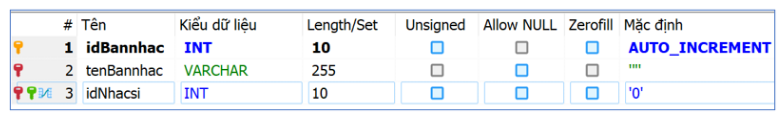 # Tên Kiểu dữ liệu Length/Set Unsigned Allow NULL Zerofill Mặc định
1 idBannhac INT 10 AUTO_INCREMENT
2 tenBannhac VARCHAR 255 '""'
3 idNhacsi INT 10 '0'